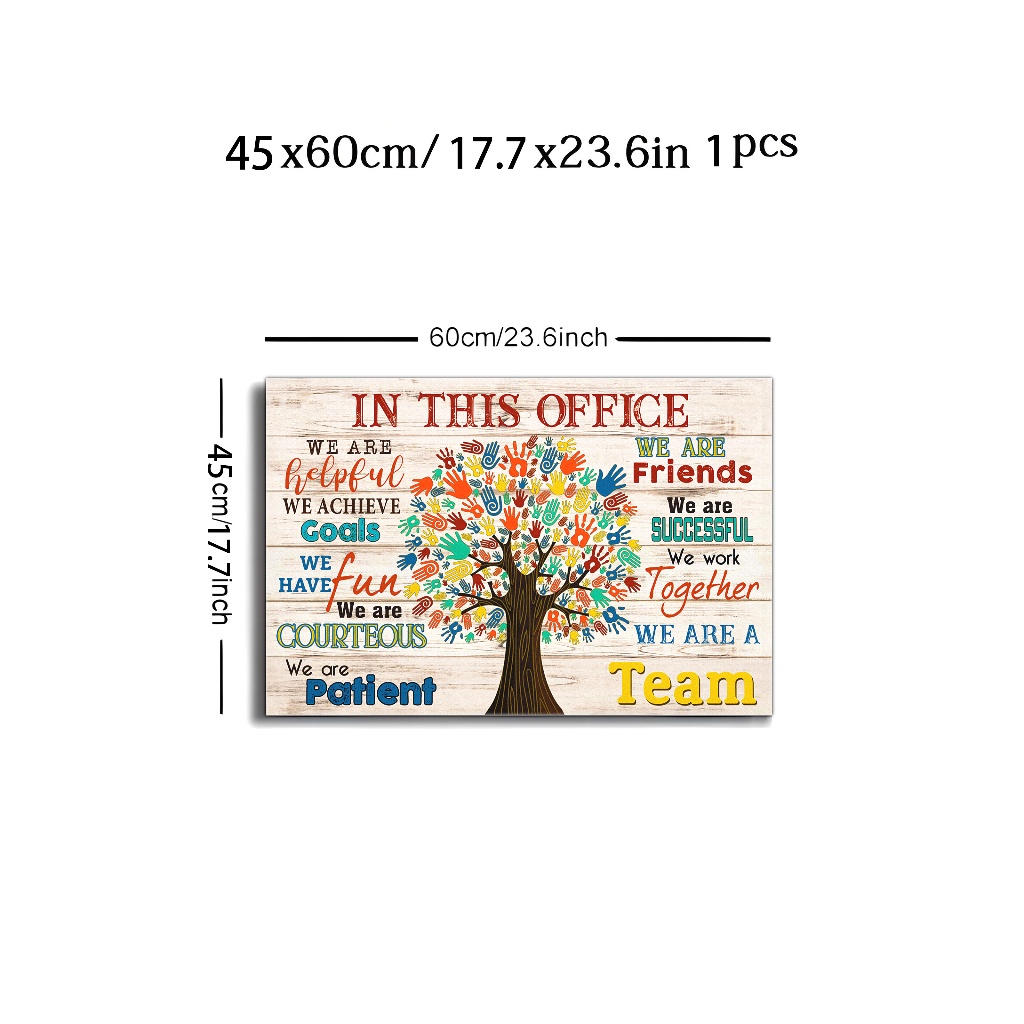 45x60cm/ 17.7x23.6in 1pcs
60cm/23.6inch
45cm/17.7inch
IN THIS OFFICE
WE ARE
helpful
WE ACHIEVE
Goals
WE
HAVE fun
We are
COURTEOUS
We are
Patient
WE ARE
Friends
We are
SUCCESSFUL
We work
Together
WE ARE A
Team